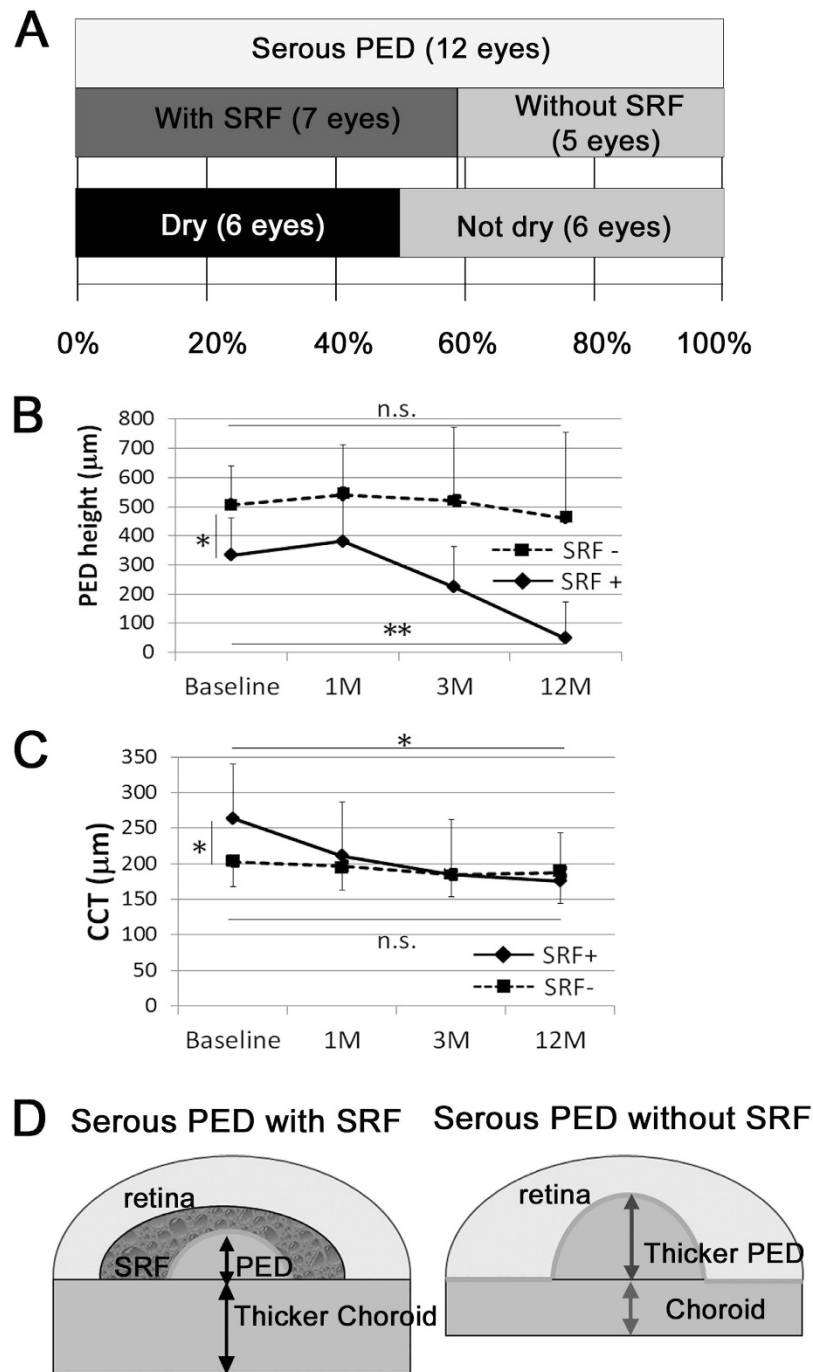 A
Serous PED (12 eyes)
With SRF (7 eyes)
Without SRF
(5 eyes)
Dry (6 eyes)
Not dry (6 eyes)
0% 20% 40% 60% 80% 100%
B
PED height (μm)
800
700
600
500
400
300
200
100
0
n.s.
*
SRF -
SRF +
**
Baseline 1M 3M 12M
C
CCT (μm)
350
300
250
200
150
100
50
0
*
*
n.s.
SRF+
SRF-
Baseline 1M 3M 12M
D
Serous PED with SRF
retina
SRF
PED
Thicker Choroid
Serous PED without SRF
retina
Thicker PED
Choroid